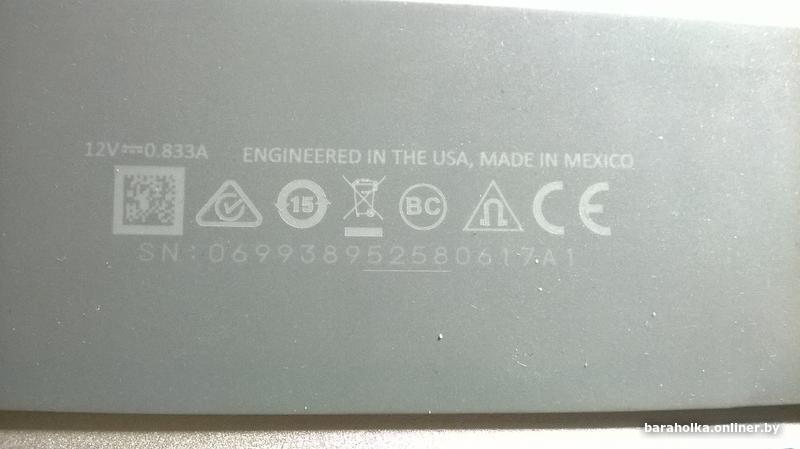 12V⎓0.833A ENGINEERED IN THE USA, MADE IN MEXICO
15 BC CE
SN:069938952580617A1
baraholka.onliner.by